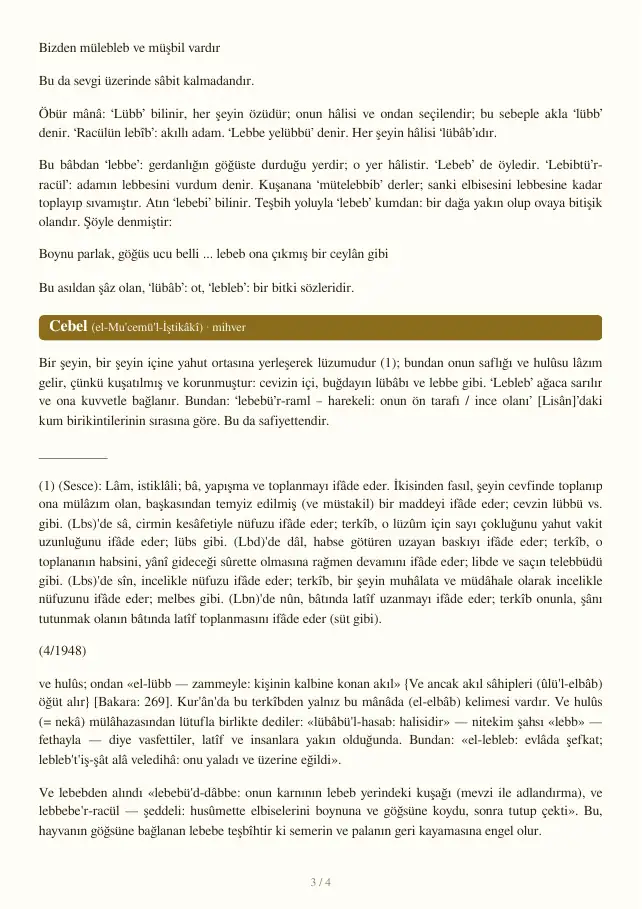 Bizden mülebleb ve müşbil vardır
Bu da sevgi üzerinde sâbit kalmadandır.
Öbür mânâ: ‘Lübb’ bilinir, her şeyin özüdür; onun hâlisi ve ondan seçilendir; bu sebeple akla ‘lübb’
denir. ‘Racülün lebîb’: akıllı adam. ‘Lebbe yelübbü’ denir. Her şeyin hâlisi ‘lübâb’ıdır.
Bu bâbdan ‘lebbe’: gerdanlığın göğüste durduğu yerdir; o yer hâlistir. ‘Lebeb’ de öyledir. ‘Lebibtü’r-
racül’: adamın lebbesini vurdum denir. Kuşanana ‘mütelebbib’ derler; sanki elbisesini lebbesine kadar
toplayıp sıvamıştır. Atın ‘lebebi’ bilinir. Teşbih yoluyla ‘lebeb’ kumdan: bir dağa yakın olup ovaya bitişik
olandır. Şöyle denmiştir:
Boynu parlak, göğüs ucu belli ... lebeb ona çıkmış bir ceylân gibi
Bu asıldan şâz olan, ‘lübâb’: ot, ‘lebleb’: bir bitki sözleridir.
Cebel (el-Mu'cemü'l-İştikâkî) · mihver
Bir şeyin, bir şeyin içine yahut ortasına yerleşerek lüzumudur (1); bundan onun saflığı ve hulûsu lâzım
gelir, çünkü kuşatılmış ve korunmuştur: cevizin içi, buğdayın lübâbı ve lebbe gibi. ‘Lebleb’ ağaca sarılır
ve ona kuvvetle bağlanır. Bundan: ‘lebebü’r-raml – harekeli: onun ön tarafı / ince olanı’ [Lisân]’daki
kum birikintilerinin sırasına göre. Bu da safiyettendir.
(1) (Sesce): Lâm, istiklâli; bâ, yapışma ve toplanmayı ifâde eder. İkisinden fasıl, şeyin cevfinde toplanıp
ona mülâzım olan, başkasından temyiz edilmiş (ve müstakil) bir maddeyi ifâde eder; cevzin lübbü vs.
gibi. (Lbs)'de sâ, cirmin kesâfetiyle nüfuzu ifâde eder; terkîb, o lüzûm için sayı çokluğunu yahut vakit
uzunluğunu ifâde eder; lübs gibi. (Lbd)'de dâl, habse götüren uzayan baskıyı ifâde eder; terkîb, o
toplananın habsini, yânî gideceği sûrette olmasına rağmen devamını ifâde eder; libde ve saçın telebbüdü
gibi. (Lbs)'de sîn, incelikle nüfuzu ifâde eder; terkîb, bir şeyin muhâlata ve müdâhale olarak incelikle
nüfuzunu ifâde eder; melbes gibi. (Lbn)'de nûn, bâtında latîf uzanmayı ifâde eder; terkîb onunla, şânı
tutunmak olanın bâtında latîf toplanmasını ifâde eder (süt gibi).
(4/1948)
ve hulûs; ondan «el-lübb — zammeyle: kişinin kalbine konan akıl» {Ve ancak akıl sâhipleri (ûlü'l-elbâb)
öğüt alır} [Bakara: 269]. Kur'ân'da bu terkîbden yalnız bu mânâda (el-elbâb) kelimesi vardır. Ve hulûs
(= nekâ) mülâhazasından lütufla birlikte dediler: «lübâbü'l-hasab: halisidir» — nitekim şahsı «lebb» —
fethayla — diye vasfettiler, latîf ve insanlara yakın olduğunda. Bundan: «el-lebleb: evlâda şefkat;
lebleb't'iş-şât alâ veledihâ: onu yaladı ve üzerine eğildi».
Ve lebebden alındı «lebebü'd-dâbbe: onun karnının lebeb yerindeki kuşağı (mevzi ile adlandırma), ve
lebbebe'r-racül — şeddeli: husûmette elbiselerini boynuna ve göğsüne koydu, sonra tutup çekti». Bu,
hayvanın göğsüne bağlanan lebebe teşbîhtir ki semerin ve palanın geri kayamasına engel olur.
3 / 4